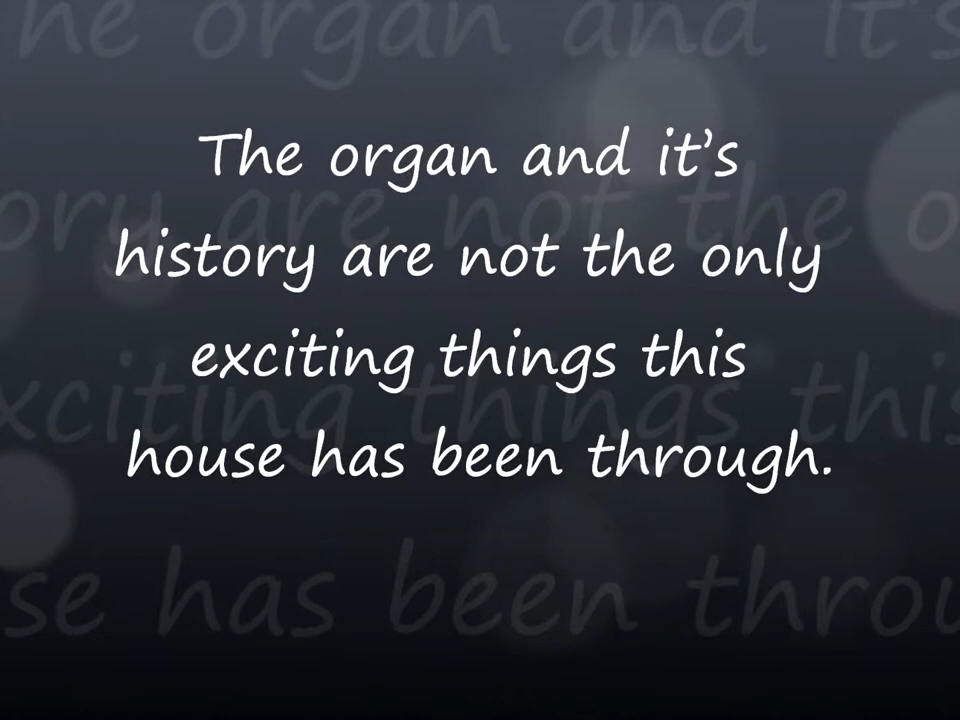 The organ and it’s
history are not the only
exciting things this
house has been through.